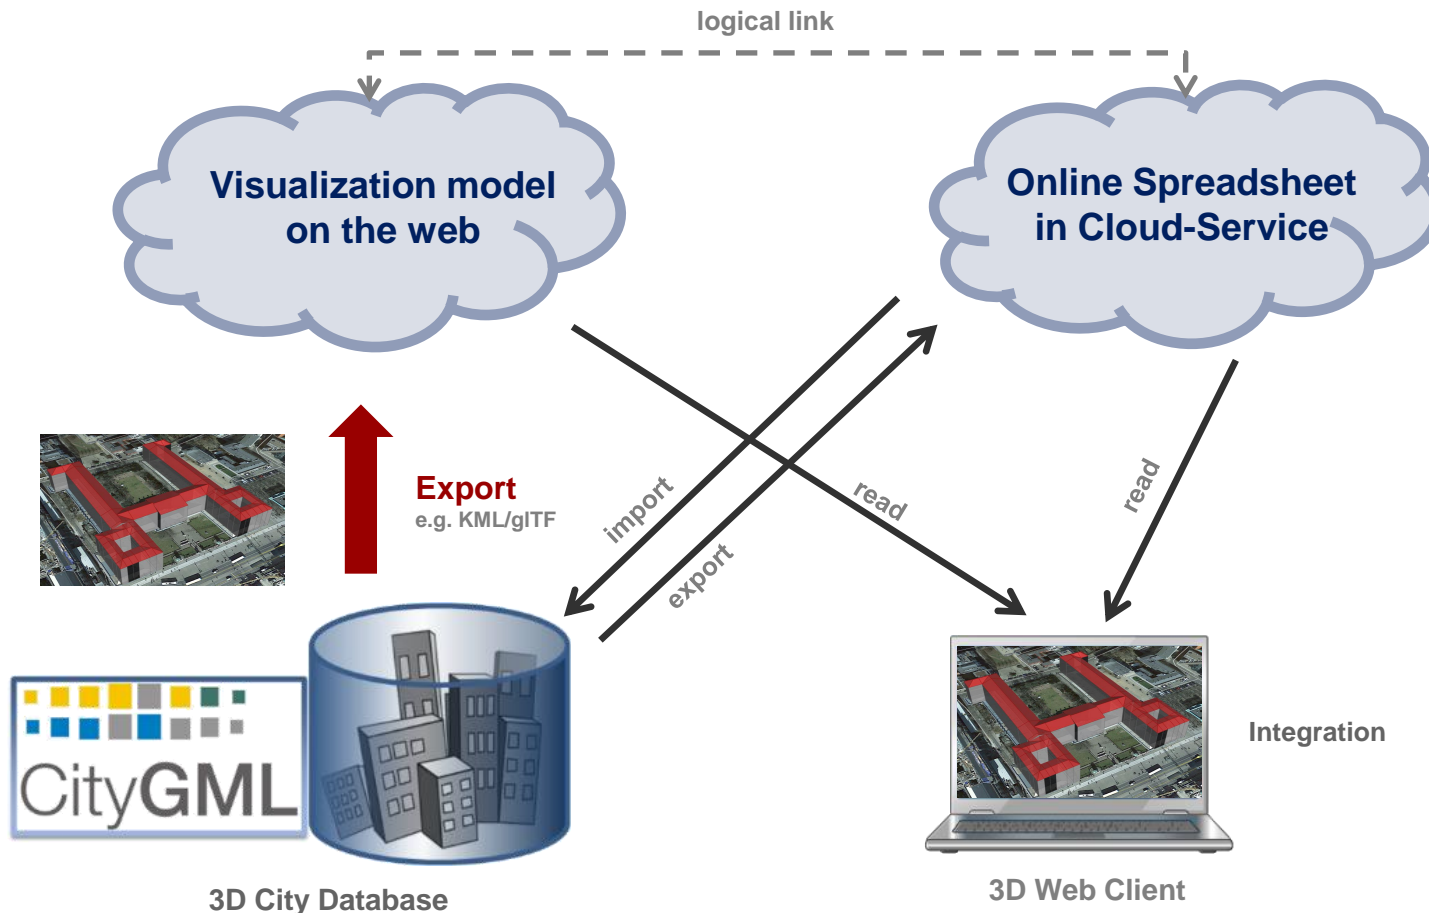 logical link
Visualization model
on the web
Online Spreadsheet
in Cloud-Service
Export
e.g. KML/glTF
import
export
read
read
CityGML
Integration
3D City Database
3D Web Client